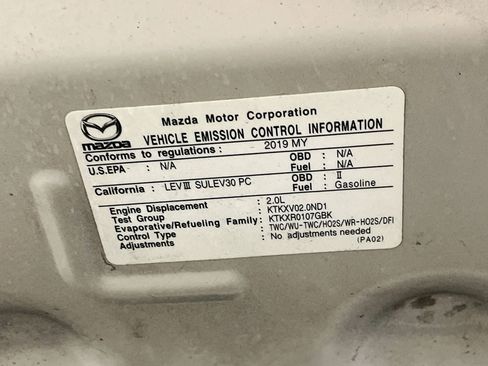 Mazda Motor Corporation
mazda
VEHICLE EMISSION CONTROL INFORMATION
Conforms to regulations: 2019 MY
U.S.EPA : N/A OBD : N/A
Fuel : N/A
California : LEV III SULEV30 PC OBD : II
Fuel : Gasoline
Engine Displacement : 2.0L
Test Group : KTKXV02.0ND1
Evaporative/Refueling Family: KTKXR0107GBK
Control Type : TWC/WU-TWC/HO2S/WR-HO2S/DFI
Adjustments : No adjustments needed
(PA02)